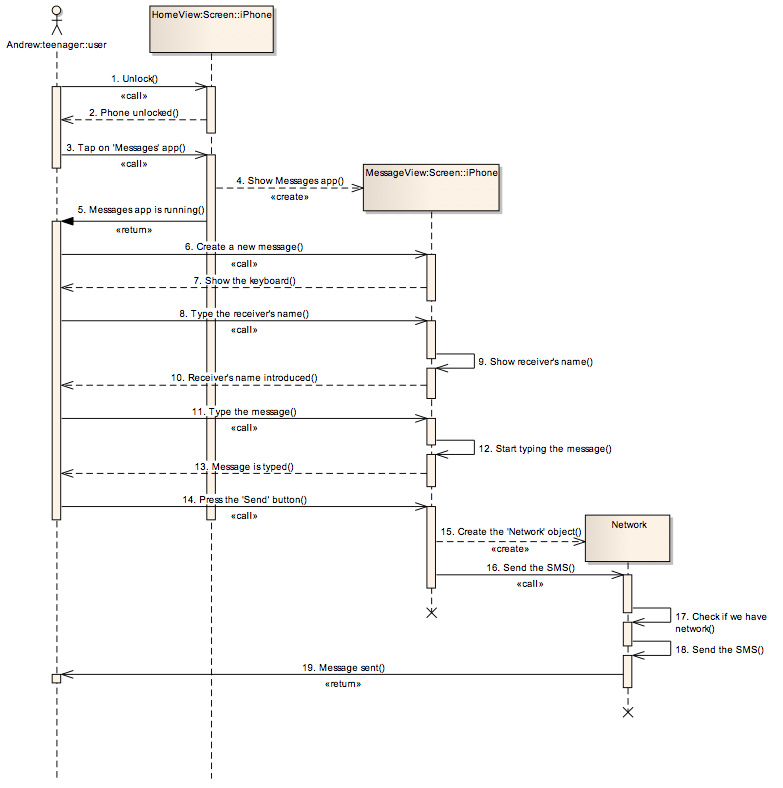 HomeView:Screen::iPhone
Andrew:teenager::user
1. Unlock()
«call»
2. Phone unlocked()
3. Tap on 'Messages' app()
«call»
MessageView:Screen::iPhone
4. Show Messages app()
«create»
5. Messages app is running()
«return»
6. Create a new message()
«call»
7. Show the keyboard()
8. Type the receiver's name()
«call»
9. Show receiver's name()
10. Receiver's name introduced()
11. Type the message()
«call»
12. Start typing the message()
13. Message is typed()
14. Press the 'Send' button()
«call»
Network
15. Create the 'Network' object()
«create»
16. Send the SMS()
«call»
17. Check if we have
network()
18. Send the SMS()
19. Message sent()
«return»